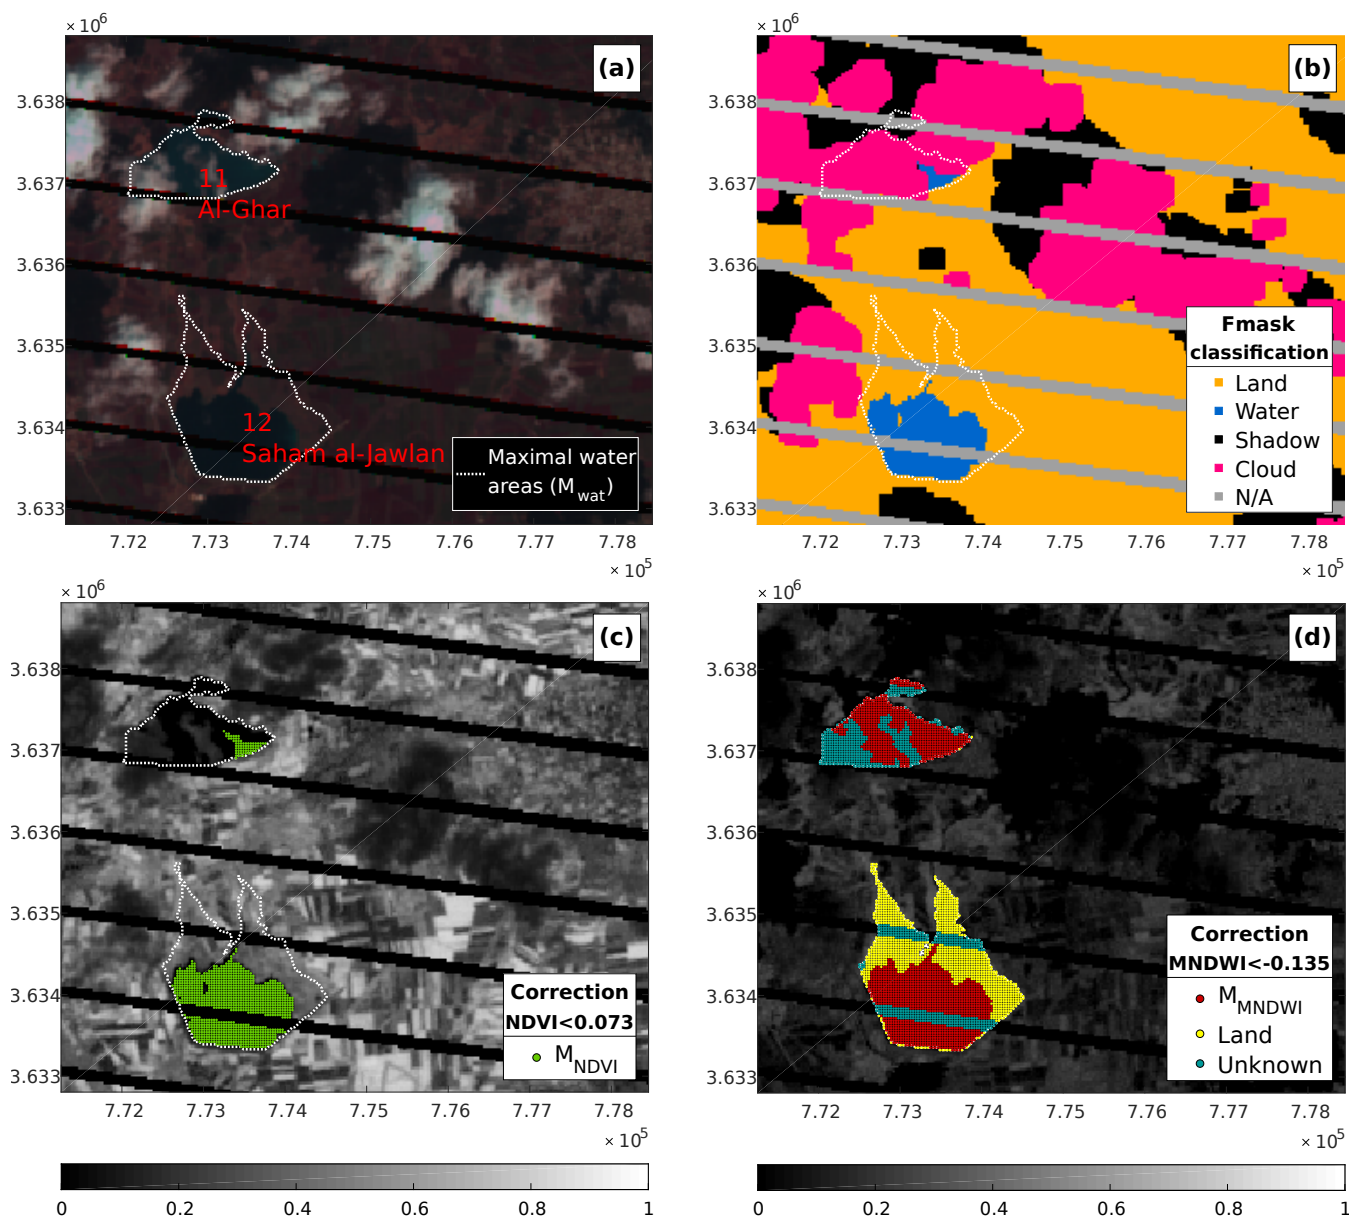 × 10⁶
(a)
3.638
3.637
3.636
3.635
3.634
3.633
11
Al-Ghar
12
Saham al-Jawlan
Maximal water
areas (M_wat)
7.72 7.73 7.74 7.75 7.76 7.77 7.78
× 10⁵
× 10⁶
(b)
3.638
3.637
3.636
3.635
3.634
3.633
Fmask
classification
Land
Water
Shadow
Cloud
N/A
7.72 7.73 7.74 7.75 7.76 7.77 7.78
× 10⁵
× 10⁶
(c)
3.638
3.637
3.636
3.635
3.634
3.633
Correction
NDVI<0.073
M_NDVI
7.72 7.73 7.74 7.75 7.76 7.77 7.78
× 10⁵
0 0.2 0.4 0.6 0.8 1
× 10⁶
(d)
3.638
3.637
3.636
3.635
3.634
3.633
Correction
MNDWI<-0.135
M_MNDWI
Land
Unknown
7.72 7.73 7.74 7.75 7.76 7.77 7.78
× 10⁵
0 0.2 0.4 0.6 0.8 1